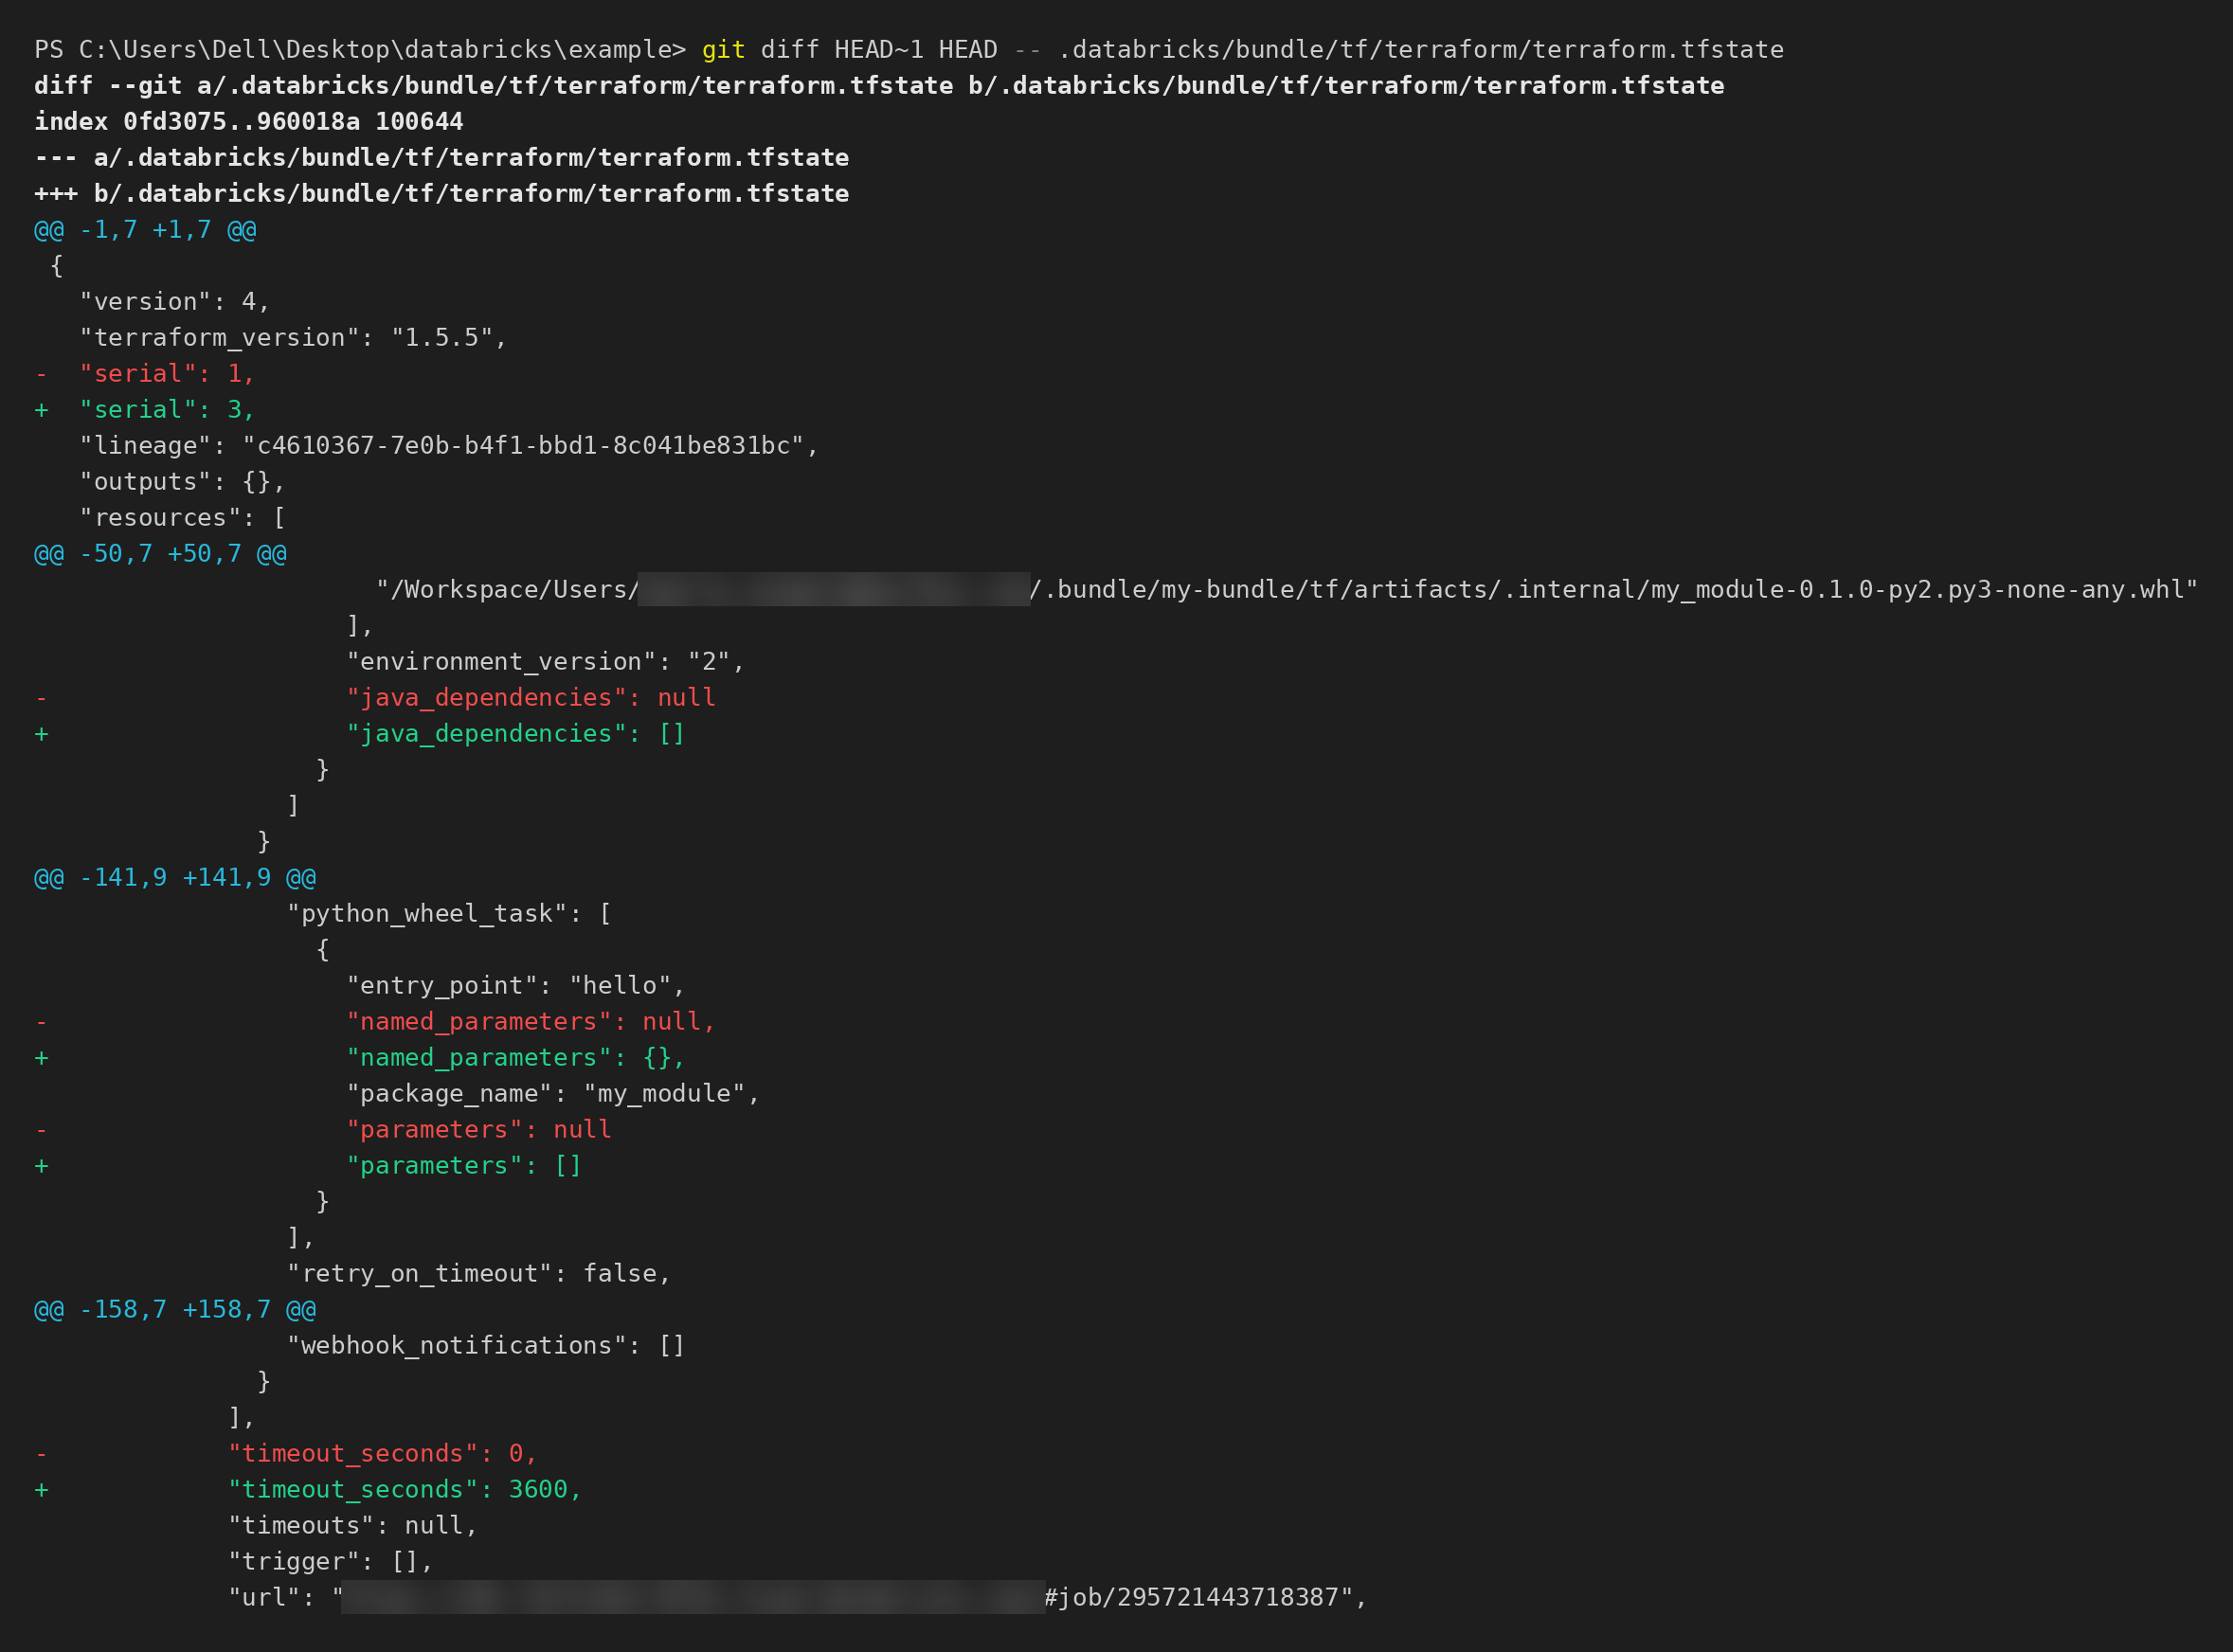 PS C:\Users\Dell\Desktop\databricks\example> git diff HEAD~1 HEAD -- .databricks/bundle/tf/terraform/terraform.tfstate
diff --git a/.databricks/bundle/tf/terraform/terraform.tfstate b/.databricks/bundle/tf/terraform/terraform.tfstate
index 0fd3075..960018a 100644
--- a/.databricks/bundle/tf/terraform/terraform.tfstate
+++ b/.databricks/bundle/tf/terraform/terraform.tfstate
@@ -1,7 +1,7 @@
 {
   "version": 4,
   "terraform_version": "1.5.5",
-  "serial": 1,
+  "serial": 3,
   "lineage": "c4610367-7e0b-b4f1-bbd1-8c041be831bc",
   "outputs": {},
   "resources": [
@@ -50,7 +50,7 @@
                       "/Workspace/Users/ /.bundle/my-bundle/tf/artifacts/.internal/my_module-0.1.0-py2.py3-none-any.whl"
                     ],
                     "environment_version": "2",
-                    "java_dependencies": null
+                    "java_dependencies": []
                   }
                 ]
               }
@@ -141,9 +141,9 @@
                 "python_wheel_task": [
                   {
                     "entry_point": "hello",
-                    "named_parameters": null,
+                    "named_parameters": {},
                     "package_name": "my_module",
-                    "parameters": null
+                    "parameters": []
                   }
                 ],
                 "retry_on_timeout": false,
@@ -158,7 +158,7 @@
                 "webhook_notifications": []
               }
             ],
-            "timeout_seconds": 0,
+            "timeout_seconds": 3600,
             "timeouts": null,
             "trigger": [],
             "url": " #job/295721443718387",